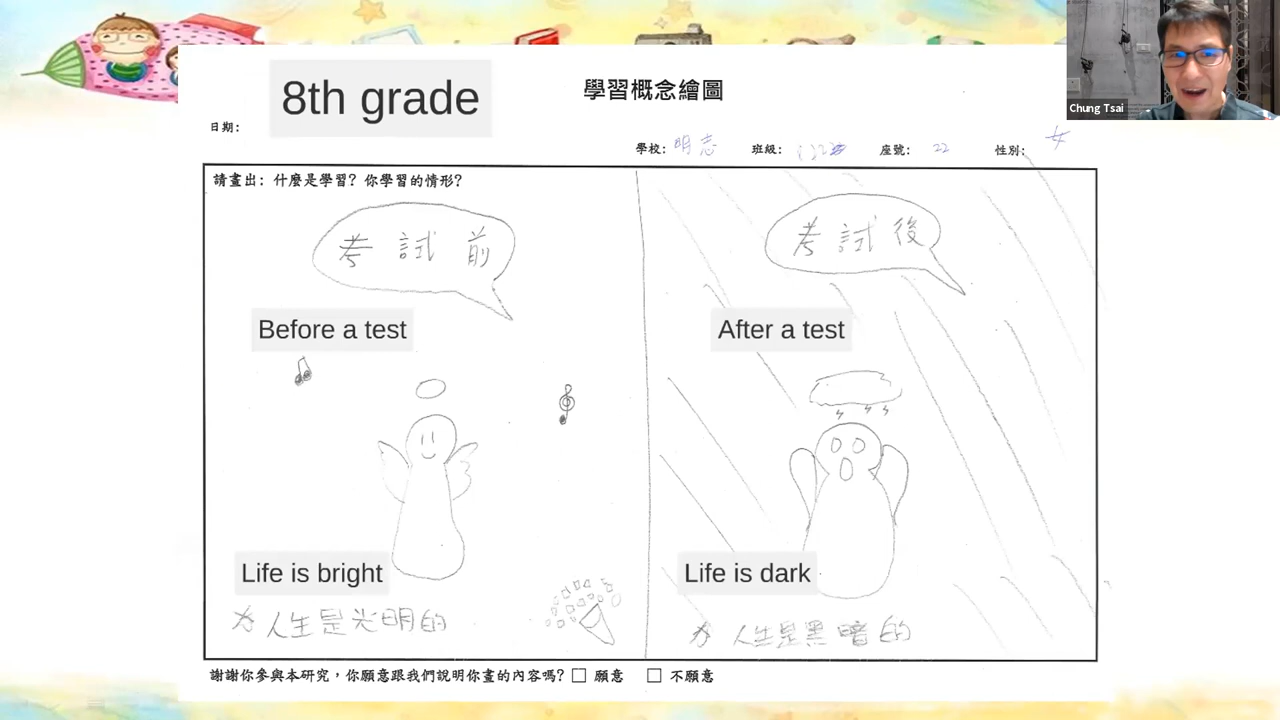 8th grade
學習概念繪圖
Chung Tsai
日期:
學校: 明志 班級: 座號: 22 性別: 女
請畫出: 什麼是學習? 你學習的情形?
考試前
考試後
Before a test
After a test
Life is bright
Life is dark
人生是光明的
人生是黑暗的
謝謝你參與本研究,你願意跟我們說明你畫的內容嗎? □ 願意 □ 不願意